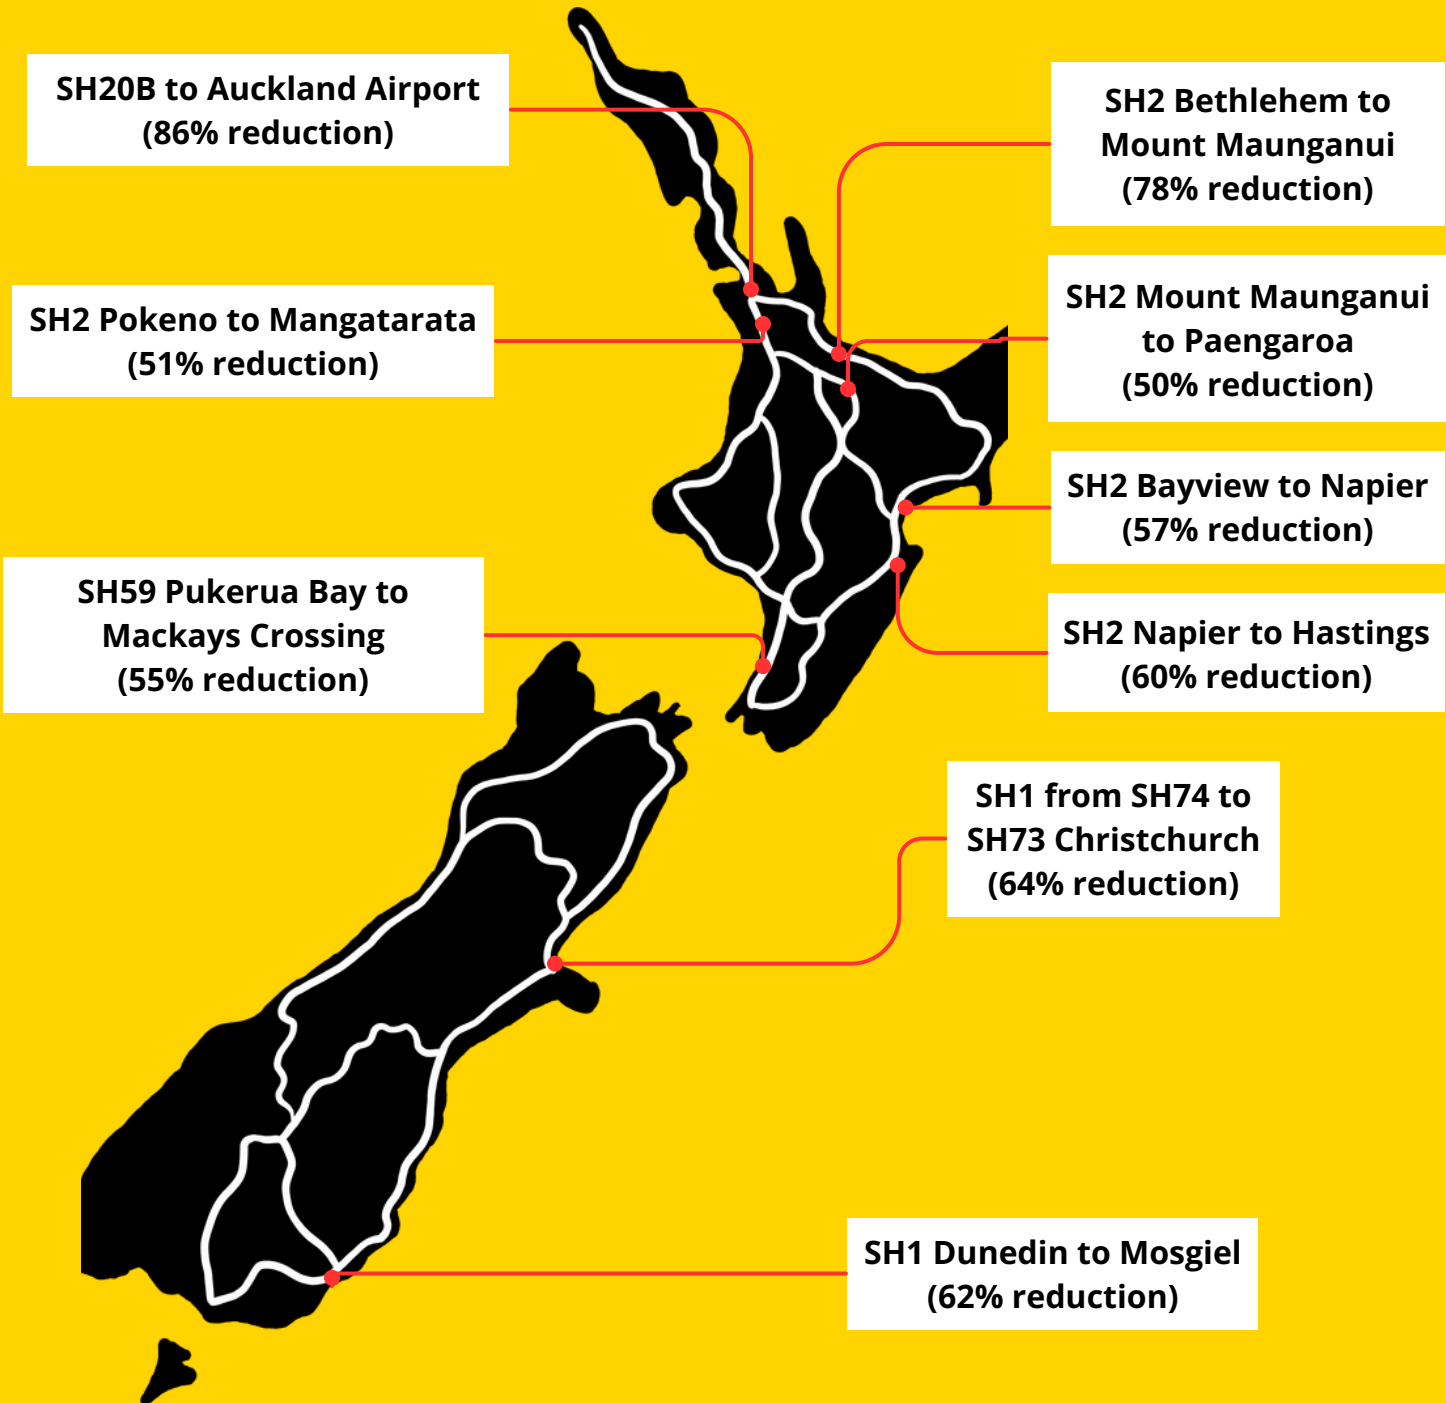 SH20B to Auckland Airport
(86% reduction)
SH2 Bethlehem to
Mount Maunganui
(78% reduction)
SH2 Pokeno to Mangatarata
(51% reduction)
SH2 Mount Maunganui
to Paengaroa
(50% reduction)
SH2 Bayview to Napier
(57% reduction)
SH59 Pukerua Bay to
Mackays Crossing
(55% reduction)
SH2 Napier to Hastings
(60% reduction)
SH1 from SH74 to
SH73 Christchurch
(64% reduction)
SH1 Dunedin to Mosgiel
(62% reduction)